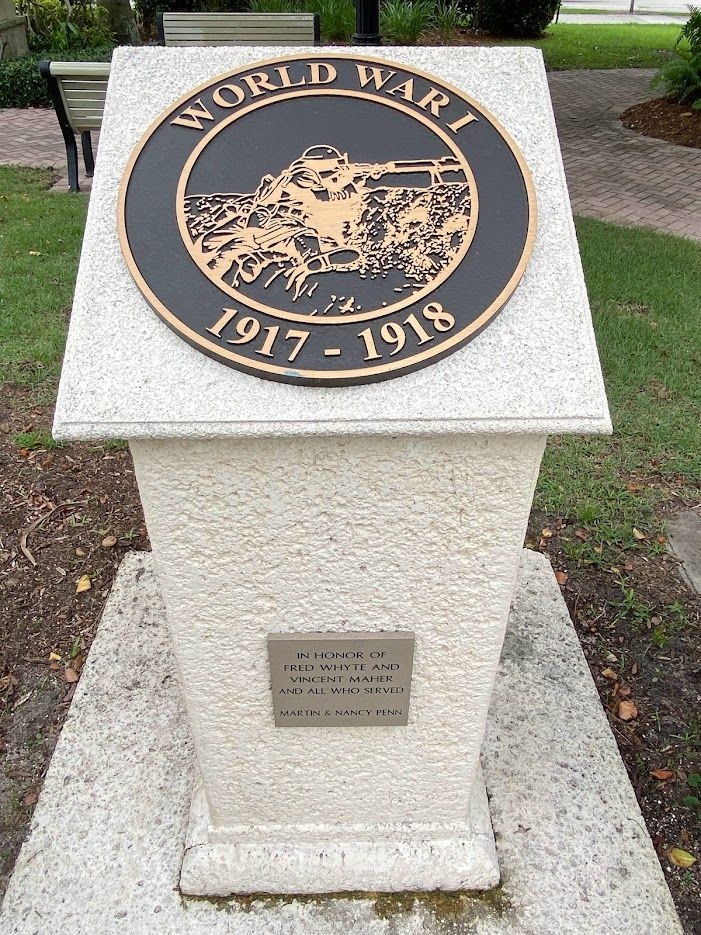 WORLD WAR I
1917 - 1918
IN HONOR OF
FRED WHYTE AND
VINCENT MAHER
AND ALL WHO SERVED
MARTIN & NANCY PENN